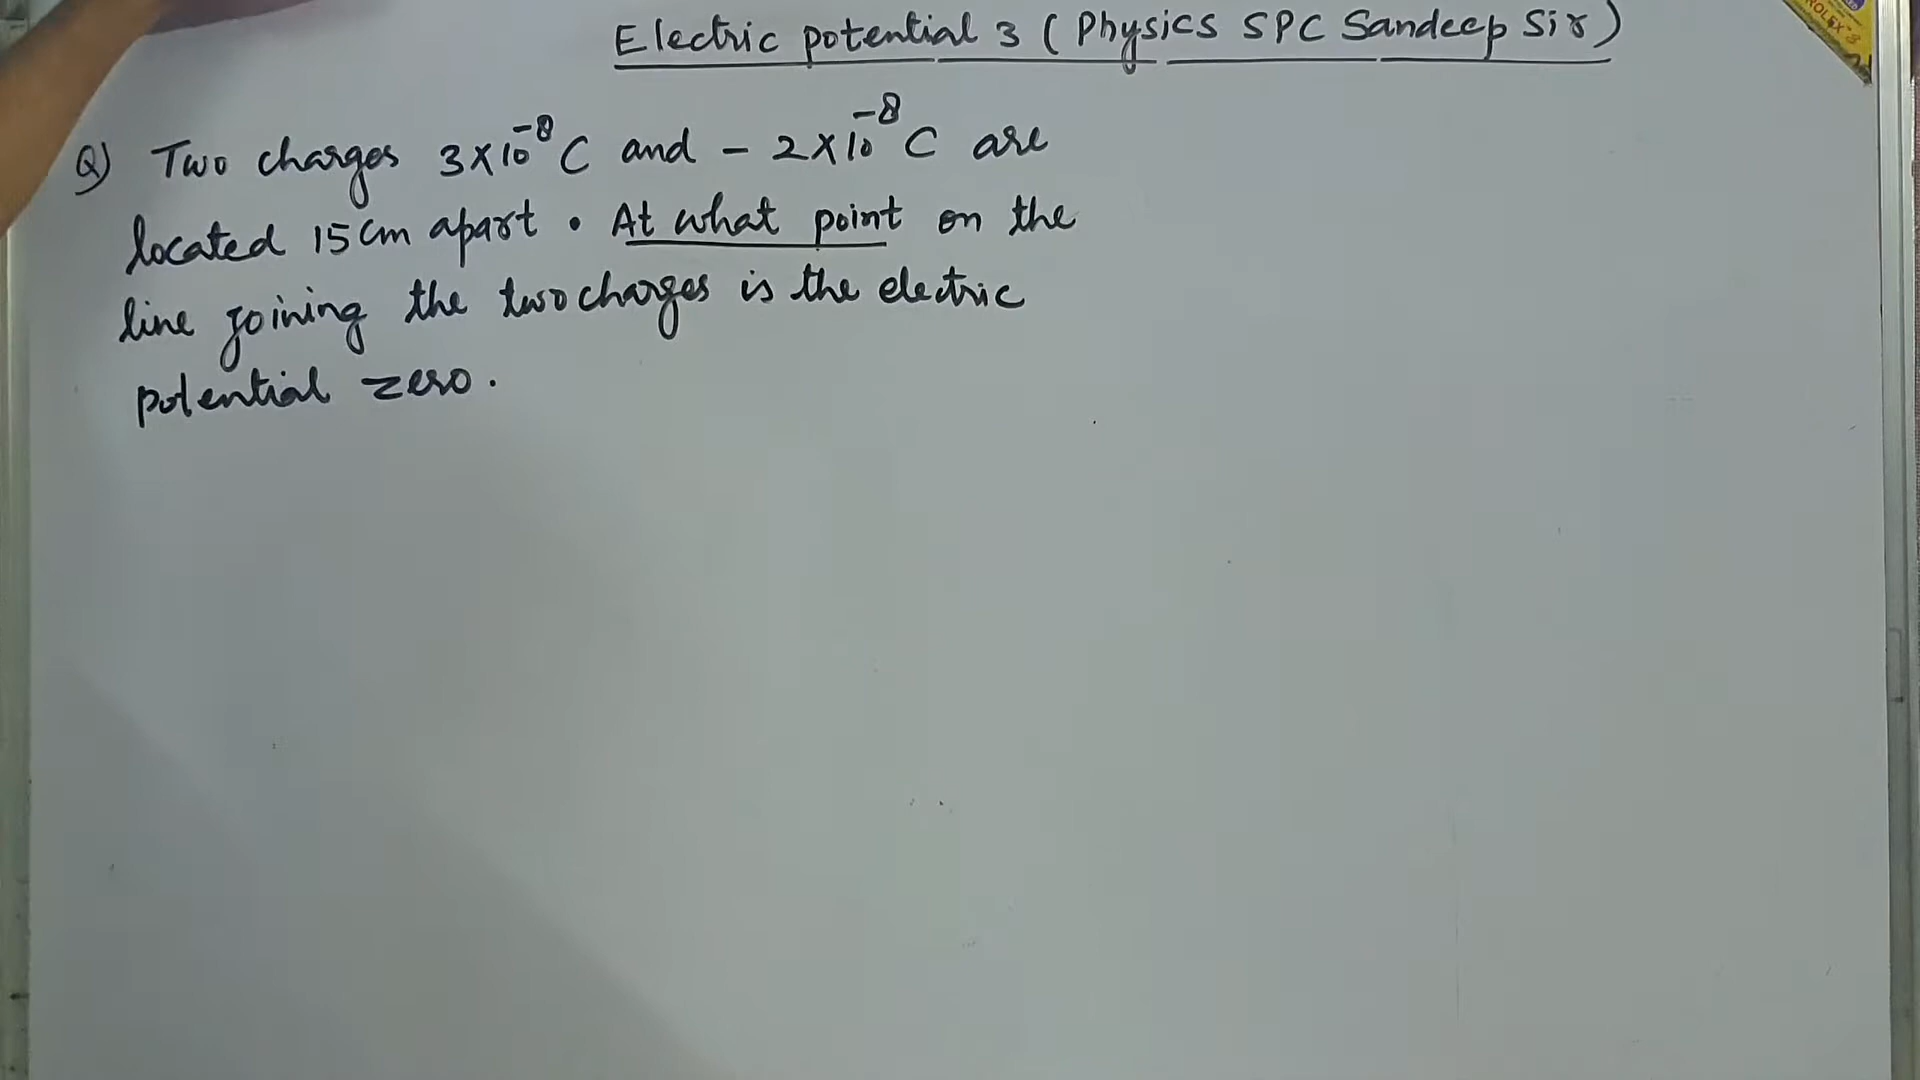 Electric potential 3 ( Physics SPC Sandeep Sir )
Q) Two charges 3×10⁻⁸ C and - 2×10⁻⁸ C are
located 15 cm apart . At what point on the
line joining the two charges is the electric
potential zero .